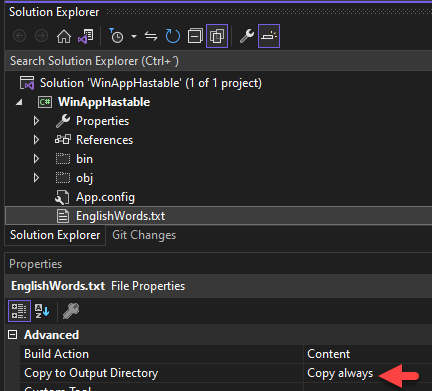 Solution Explorer
Search Solution Explorer (Ctrl+´)
Solution 'WinAppHastable' (1 of 1 project)
C# WinAppHastable
Properties
References
bin
obj
App.config
EnglishWords.txt
Solution Explorer Git Changes
Properties
EnglishWords.txt File Properties
Advanced
Build Action Content
Copy to Output Directory Copy always
Custom Tool